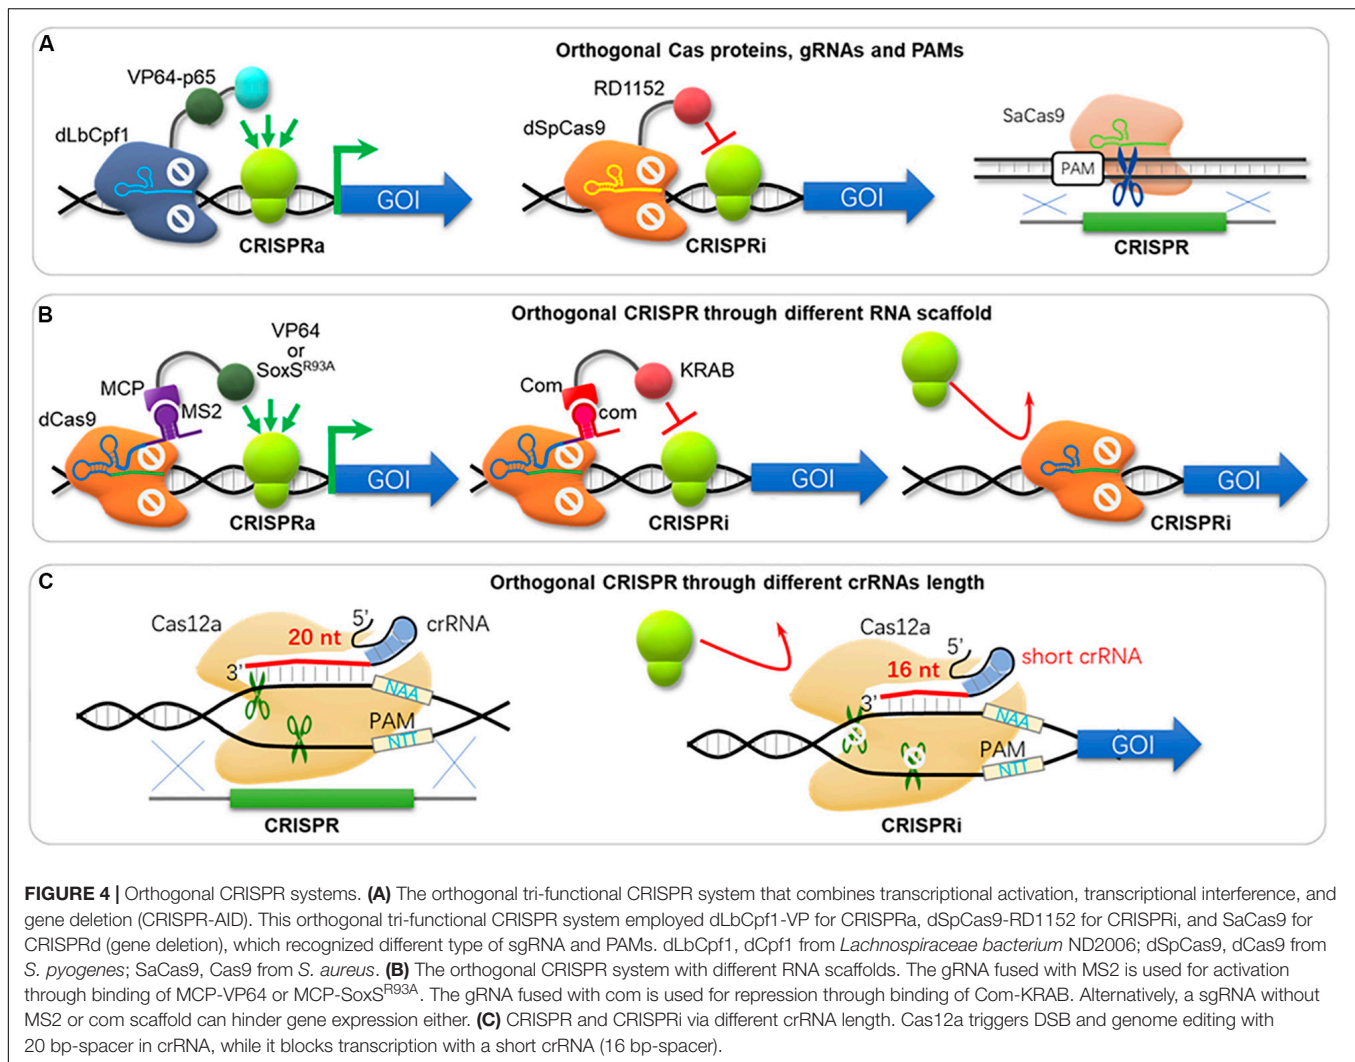 A
Orthogonal Cas proteins, gRNAs and PAMs
VP64-p65
dLbCpf1
GOI
CRISPRa
RD1152
dSpCas9
GOI
CRISPRi
SaCas9
PAM
CRISPR
B
Orthogonal CRISPR through different RNA scaffold
VP64
or
SoxS^R93A
MCP
MS2
dCas9
GOI
CRISPRa
Com
KRAB
com
GOI
CRISPRi
GOI
CRISPRi
C
Orthogonal CRISPR through different crRNAs length
Cas12a
20 nt
5’
crRNA
3’
NAA
PAM
NTT
CRISPR
Cas12a
16 nt
5’
short crRNA
3’
NAA
PAM
NTT
GOI
CRISPRi
FIGURE 4 | Orthogonal CRISPR systems. (A) The orthogonal tri-functional CRISPR system that combines transcriptional activation, transcriptional interference, and
gene deletion (CRISPR-AID). This orthogonal tri-functional CRISPR system employed dLbCpf1-VP for CRISPRa, dSpCas9-RD1152 for CRISPRi, and SaCas9 for
CRISPRd (gene deletion), which recognized different type of sgRNA and PAMs. dLbCpf1, dCpf1 from Lachnospiraceae bacterium ND2006; dSpCas9, dCas9 from
S. pyogenes; SaCas9, Cas9 from S. aureus. (B) The orthogonal CRISPR system with different RNA scaffolds. The gRNA fused with MS2 is used for activation
through binding of MCP-VP64 or MCP-SoxS^R93A. The gRNA fused with com is used for repression through binding of Com-KRAB. Alternatively, a sgRNA without
MS2 or com scaffold can hinder gene expression either. (C) CRISPR and CRISPRi via different crRNA length. Cas12a triggers DSB and genome editing with
20 bp-spacer in crRNA, while it blocks transcription with a short crRNA (16 bp-spacer).